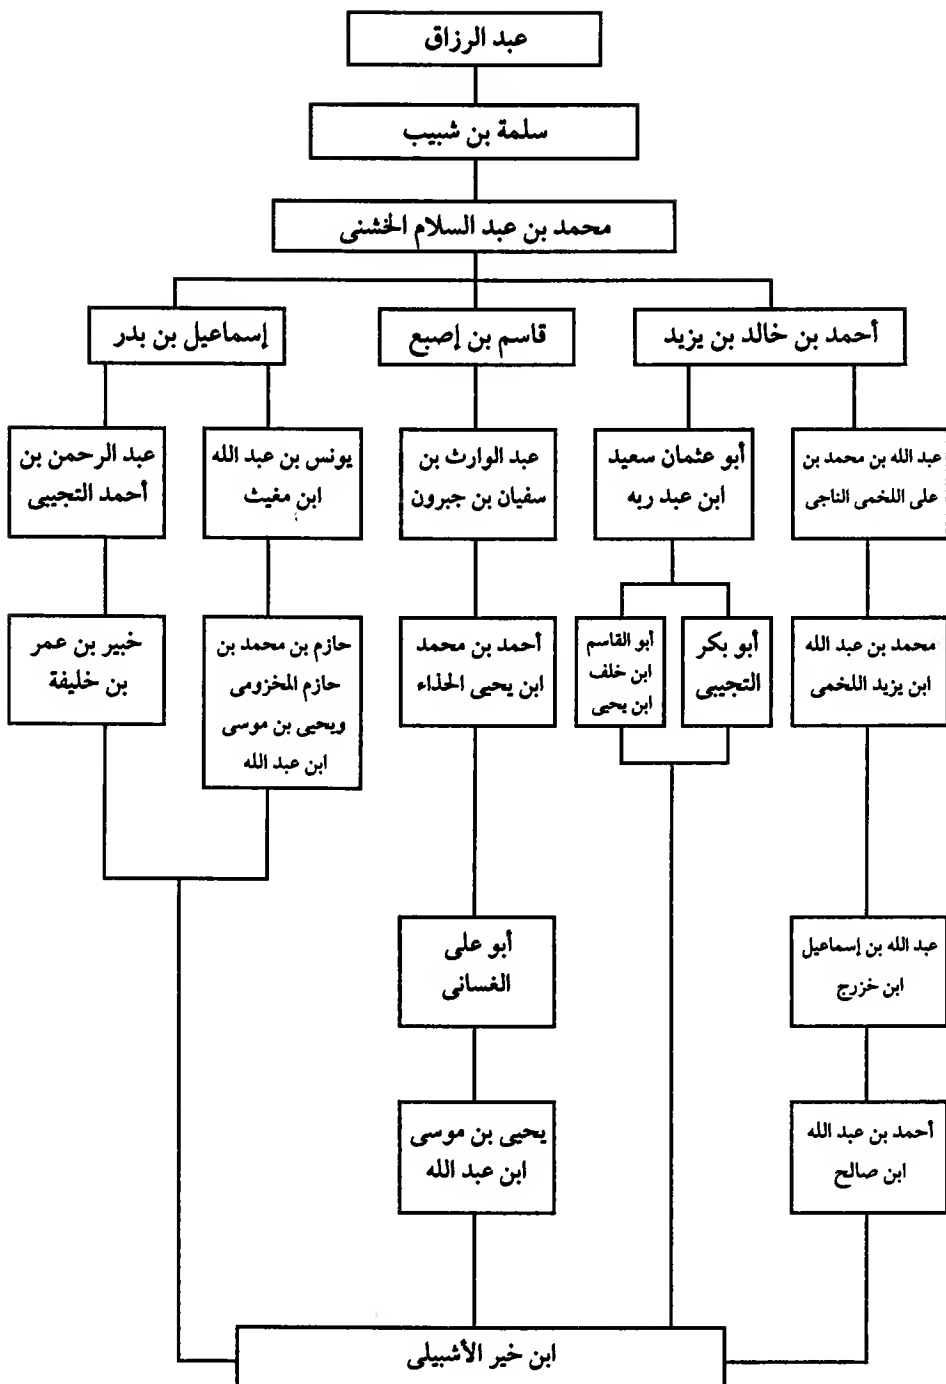 عبد الرزاق
سلمة بن شبيب
محمد بن عبد السلام الخشنى
أحمد بن خالد بن يزيد
قاسم بن إصبع
إسماعيل بن بدر
عبد الله بن محمد بن
على اللخمى الناجى
أبو عثمان سعيد
ابن عبد ربه
عبد الوارث بن
سفيان بن جبرون
يونس بن عبد الله
ابن مغيث
عبد الرحمن بن
أحمد التجيبى
محمد بن عبد الله
ابن يزيد اللخمى
أبو بكر
التجيبى
أبو القاسم
ابن خلف
ابن يحيى
أحمد بن محمد
ابن يحيى الحذاء
حازم بن محمد بن
حازم المخزومى
ويحيى بن موسى
ابن عبد الله
خبير بن عمر
بن خليفة
عبد الله بن إسماعيل
ابن خزرج
أبو على
الغسانى
أحمد بن عبد الله
ابن صالح
يحيى بن موسى
ابن عبد الله
ابن خير الأشبيلى